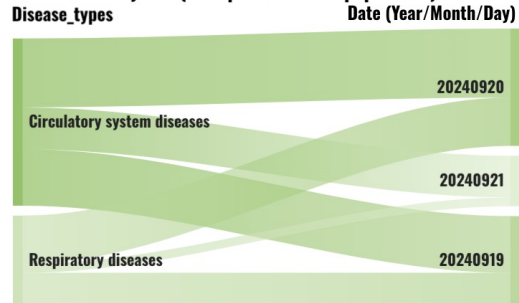 Disease_types
Date (Year/Month/Day)
20240920
Circulatory system diseases
20240921
Respiratory diseases
20240919